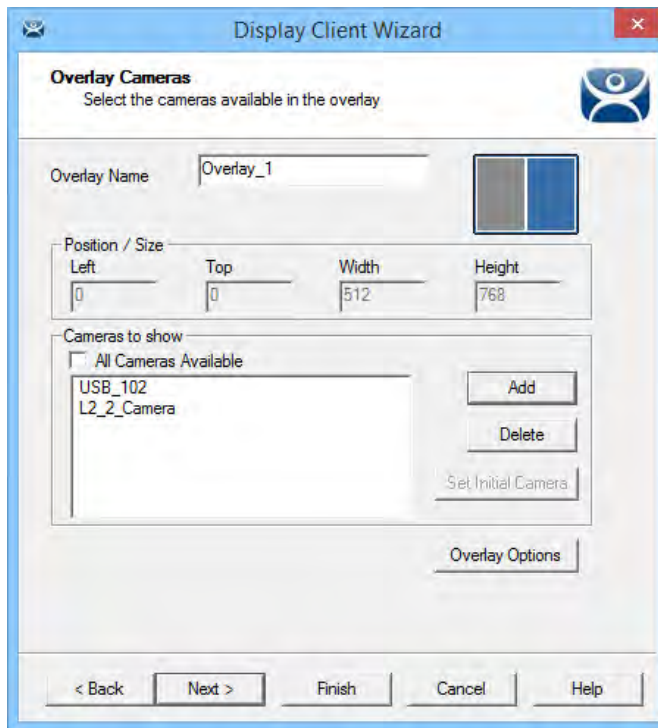 Display Client Wizard
Overlay Cameras
Select the cameras available in the overlay
Overlay Name Overlay_1
Position / Size
Left Top Width Height
0 0 512 768
Cameras to show
All Cameras Available
USB_102
L2_2_Camera
Add
Delete
Set Initial Camera
Overlay Options
< Back Next > Finish Cancel Help